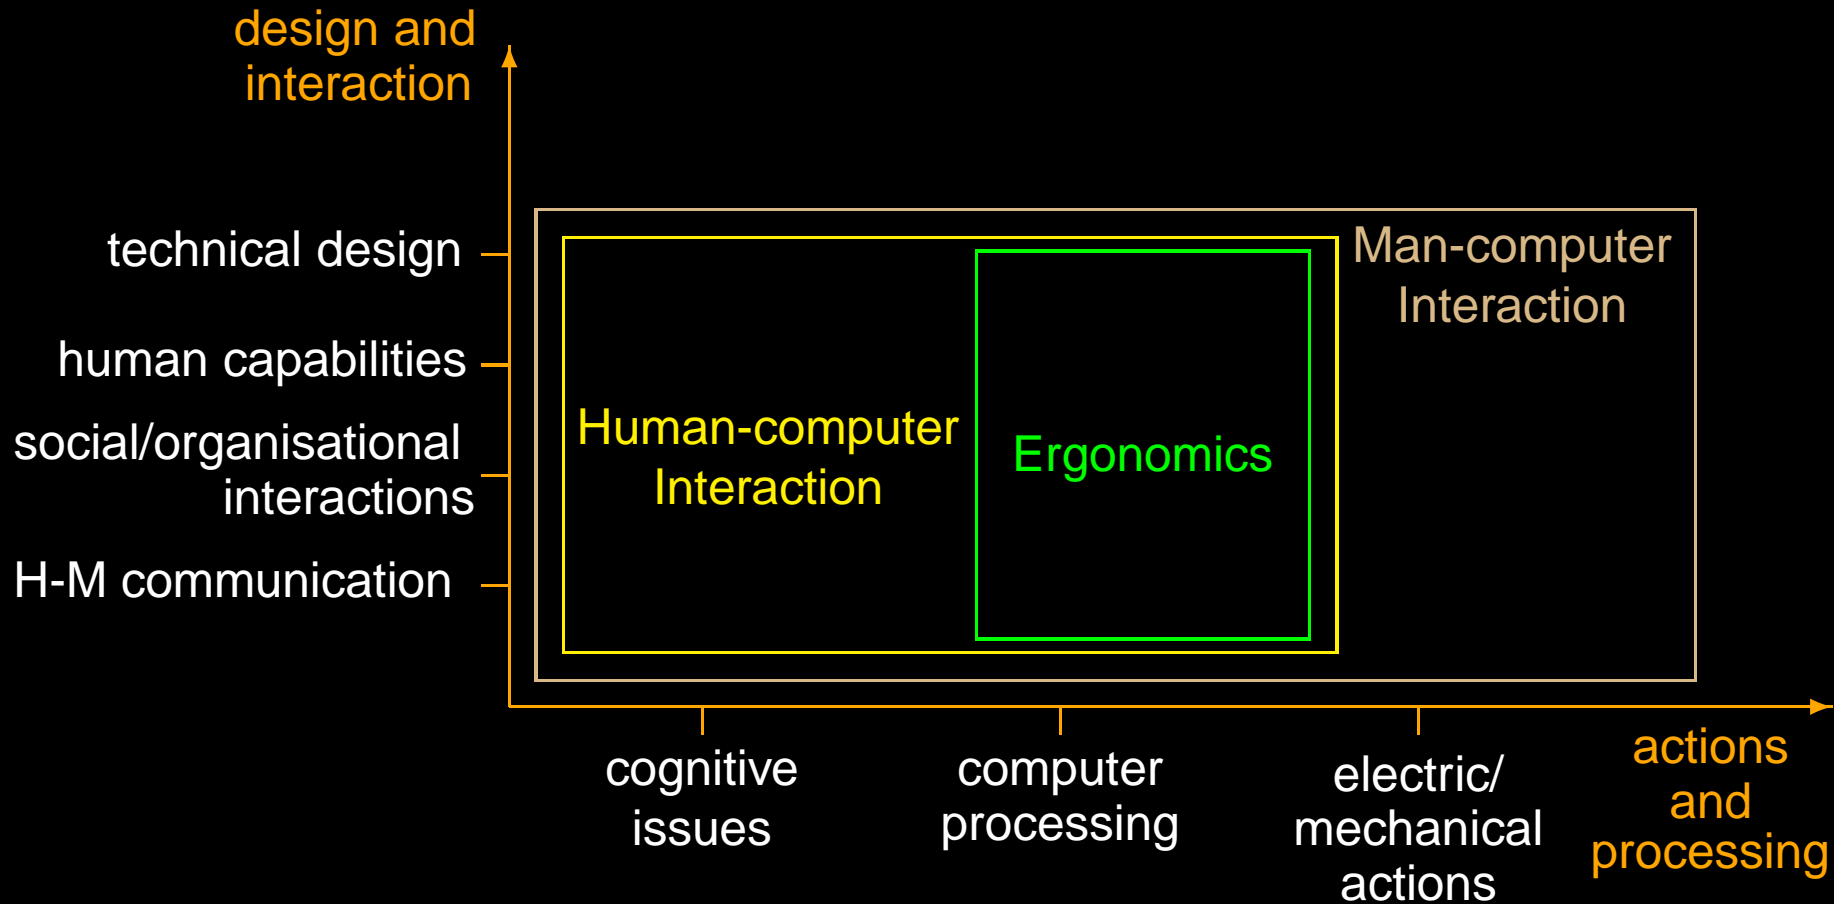 design and
interaction
technical design
human capabilities
social/organisational
interactions
H-M communication
Man-computer
Interaction
Human-computer
Interaction
Ergonomics
cognitive
issues
computer
processing
electric/
mechanical
actions
actions
and
processing